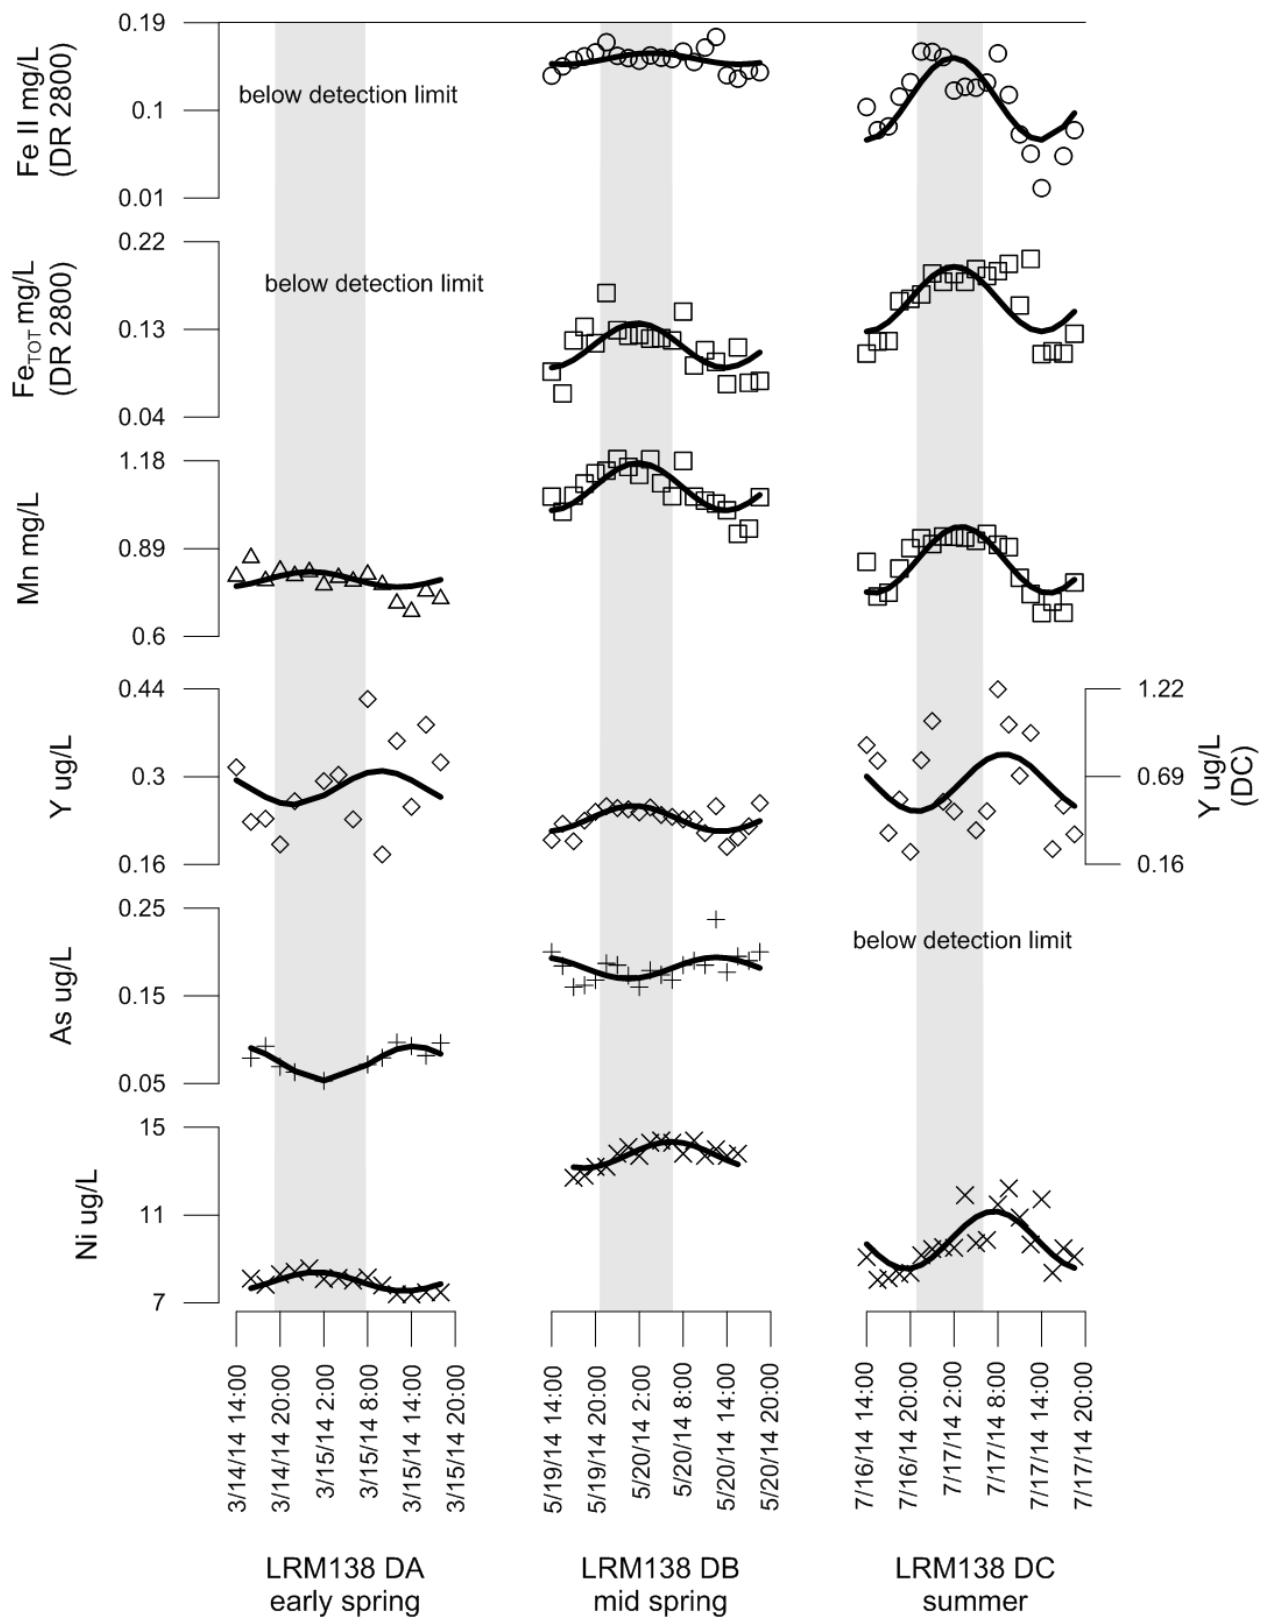 Fe II mg/L
(DR 2800)
0.19
0.1
0.01
below detection limit
FeTOT mg/L
(DR 2800)
0.22
0.13
0.04
below detection limit
Mn mg/L
1.18
0.89
0.6
Y ug/L
0.44
0.3
0.16
1.22
0.69
0.16
Y ug/L
(DC)
As ug/L
0.25
0.15
0.05
below detection limit
Ni ug/L
15
11
7
3/14/14 14:00
3/14/14 20:00
3/15/14 2:00
3/15/14 8:00
3/15/14 14:00
3/15/14 20:00
5/19/14 14:00
5/19/14 20:00
5/20/14 2:00
5/20/14 8:00
5/20/14 14:00
5/20/14 20:00
7/16/14 14:00
7/16/14 20:00
7/17/14 2:00
7/17/14 8:00
7/17/14 14:00
7/17/14 20:00
LRM138 DA
early spring
LRM138 DB
mid spring
LRM138 DC
summer